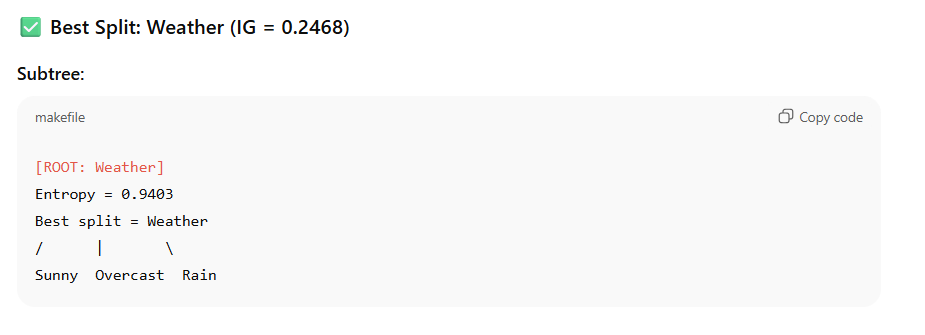 ✅ Best Split: Weather (IG = 0.2468)
Subtree:
makefile
Copy code
[ROOT: Weather]
Entropy = 0.9403
Best split = Weather
/      |       \
Sunny  Overcast  Rain